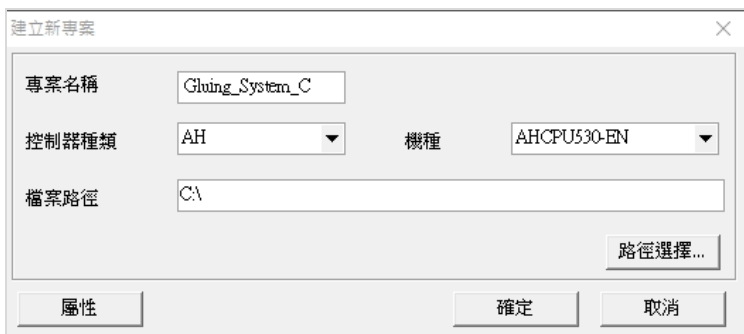 建立新專案
專案名稱 Gluing_System_C
控制器種類 AH 機種 AHCPU530-EN
檔案路徑 C:\
路徑選擇...
屬性 確定 取消